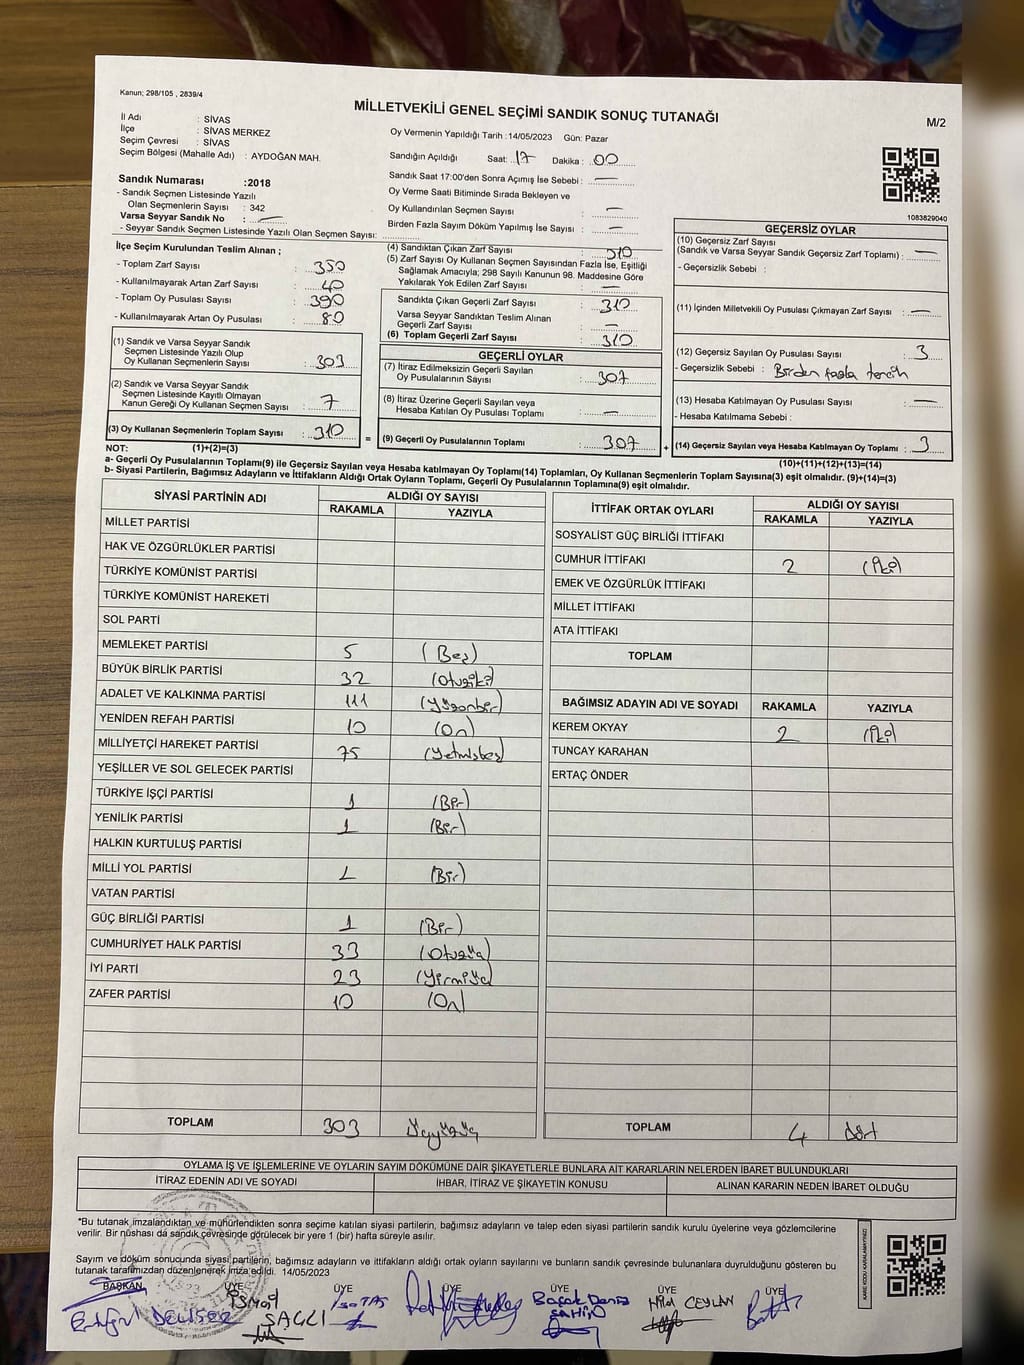 Kanun; 298/105 , 2839/4
MİLLETVEKİLİ GENEL SEÇİMİ SANDIK SONUÇ TUTANAĞI
M/2
İl Adı : SİVAS
İlçe : SİVAS MERKEZ
Seçim Çevresi : SİVAS
Seçim Bölgesi (Mahalle Adı) : AYDOĞAN MAH.
Oy Vermenin Yapıldığı Tarih :14/05/2023 Gün: Pazar
Sandığın Açıldığı Saat: 17 Dakika : 00
Sandık Saat 17:00'den Sonra Açımış İse Sebebi : —
Oy Verme Saati Bitiminde Sırada Bekleyen ve
Oy Kullandırılan Seçmen Sayısı : —
Birden Fazla Sayım Döküm Yapılmış İse Sayısı : —
1083829040
Sandık Numarası :2018
- Sandık Seçmen Listesinde Yazılı
Olan Seçmenlerin Sayısı : 342
Varsa Seyyar Sandık No : —
- Seyyar Sandık Seçmen Listesinde Yazılı Olan Seçmen Sayısı:
İlçe Seçim Kurulundan Teslim Alınan ;
- Toplam Zarf Sayısı : 350
- Kullanılmayarak Artan Zarf Sayısı : 40
- Toplam Oy Pusulası Sayısı : 390
- Kullanılmayarak Artan Oy Pusulası : 80
(4) Sandıktan Çıkan Zarf Sayısı : 310
(5) Zarf Sayısı Oy Kullanan Seçmen Sayısından Fazla İse, Eşitliği
Sağlamak Amacıyla; 298 Sayılı Kanunun 98. Maddesine Göre
Yakılarak Yok Edilen Zarf Sayısı : —
Sandıkta Çıkan Geçerli Zarf Sayısı : 310
Varsa Seyyar Sandıktan Teslim Alınan
Geçerli Zarf Sayısı : —
(6) Toplam Geçerli Zarf Sayısı : 310
GEÇERSİZ OYLAR
(10) Geçersiz Zarf Sayısı
(Sandık ve Varsa Seyyar Sandık Geçersiz Zarf Toplamı) : —
- Geçersizlik Sebebi :
(11) İçinden Milletvekili Oy Pusulası Çıkmayan Zarf Sayısı : —
(12) Geçersiz Sayılan Oy Pusulası Sayısı : 3
- Geçersizlik Sebebi : Birden fazla tercih
(13) Hesaba Katılmayan Oy Pusulası Sayısı : —
- Hesaba Katılmama Sebebi :
(14) Geçersiz Sayılan veya Hesaba Katılmayan Oy Toplamı : 3
(10)+(11)+(12)+(13)=(14)
(1) Sandık ve Varsa Seyyar Sandık
Seçmen Listesinde Yazılı Olup
Oy Kullanan Seçmenlerin Sayısı : 303
(2) Sandık ve Varsa Seyyar Sandık
Seçmen Listesinde Kayıtlı Olmayan
Kanun Gereği Oy Kullanan Seçmen Sayısı : 7
(3) Oy Kullanan Seçmenlerin Toplam Sayısı : 310
GEÇERLİ OYLAR
(7) İtiraz Edilmeksizin Geçerli Sayılan
Oy Pusulalarının Sayısı : 307
(8) İtiraz Üzerine Geçerli Sayılan veya
Hesaba Katılan Oy Pusulası Toplamı : —
= (9) Geçerli Oy Pusulalarının Toplamı : 307 +
NOT: (1)+(2)=(3)
a- Geçerli Oy Pusulalarının Toplamı(9) ile Geçersiz Sayılan veya Hesaba katılmayan Oy Toplamı(14) Toplamları, Oy Kullanan Seçmenlerin Toplam Sayısına(3) eşit olmalıdır. (9)+(14)=(3)
b- Siyasi Partilerin, Bağımsız Adayların ve İttifakların Aldığı Ortak Oyların Toplamı, Geçerli Oy Pusulalarının Toplamına(9) eşit olmalıdır.
SİYASİ PARTİNİN ADI ALDIĞI OY SAYISI
RAKAMLA YAZIYLA
MİLLET PARTİSİ
HAK VE ÖZGÜRLÜKLER PARTİSİ
TÜRKİYE KOMÜNİST PARTİSİ
TÜRKİYE KOMÜNİST HAREKETİ
SOL PARTİ
MEMLEKET PARTİSİ 5 (Beş)
BÜYÜK BİRLİK PARTİSİ 32 (Otuziki)
ADALET VE KALKINMA PARTİSİ 111 (Yüzonbir)
YENİDEN REFAH PARTİSİ 10 (On)
MİLLİYETÇİ HAREKET PARTİSİ 75 (Yetmişbeş)
YEŞİLLER VE SOL GELECEK PARTİSİ
TÜRKİYE İŞÇİ PARTİSİ 1 (Bir)
YENİLİK PARTİSİ 1 (Bir)
HALKIN KURTULUŞ PARTİSİ
MİLLİ YOL PARTİSİ 1 (Bir)
VATAN PARTİSİ
GÜÇ BİRLİĞİ PARTİSİ 1 (Bir)
CUMHURİYET HALK PARTİSİ 33 (Otuzüç)
İYİ PARTİ 23 (Yirmiüç)
ZAFER PARTİSİ 10 (On)
TOPLAM 303 Üçyüzüç
İTTİFAK ORTAK OYLARI ALDIĞI OY SAYISI
RAKAMLA YAZIYLA
SOSYALİST GÜÇ BİRLİĞİ İTTİFAKI
CUMHUR İTTİFAKI 2 (İki)
EMEK VE ÖZGÜRLÜK İTTİFAKI
MİLLET İTTİFAKI
ATA İTTİFAKI
TOPLAM
BAĞIMSIZ ADAYIN ADI VE SOYADI RAKAMLA YAZIYLA
KEREM OKYAY 2 (İki)
TUNCAY KARAHAN
ERTAÇ ÖNDER
TOPLAM 4 Dört
OYLAMA İŞ VE İŞLEMLERİNE VE OYLARIN SAYIM DÖKÜMÜNE DAİR ŞİKAYETLERLE BUNLARA AİT KARARLARIN NELERDEN İBARET BULUNDUKLARI
İTİRAZ EDENİN ADI VE SOYADI İHBAR, İTİRAZ VE ŞİKAYETİN KONUSU ALINAN KARARIN NEDEN İBARET OLDUĞU
*Bu tutanak imzalandıktan ve mühürlendikten sonra seçime katılan siyasi partilerin, bağımsız adayların ve talep eden siyasi partilerin sandık kurulu üyelerine veya gözlemcilerine
verilir. Bir nüshası da sandık çevresinde görülecek bir yere 1 (bir) hafta süreyle asılır.
Sayım ve döküm sonucunda siyasi partilerin, bağımsız adayların ve ittifakların aldığı ortak oyların sayılarını ve bunların sandık çevresinde bulunanlara duyrulduğunu gösteren bu
tutanak tarafımızdan düzenlenerek imza edildi. 14/05/2023
KARE KODU KARALAMAYINIZ!
BAŞKAN ÜYE ÜYE ÜYE ÜYE ÜYE ÜYE
SAĞLI
Başak Deniz
ŞAHİN
Hilal CEYLAN